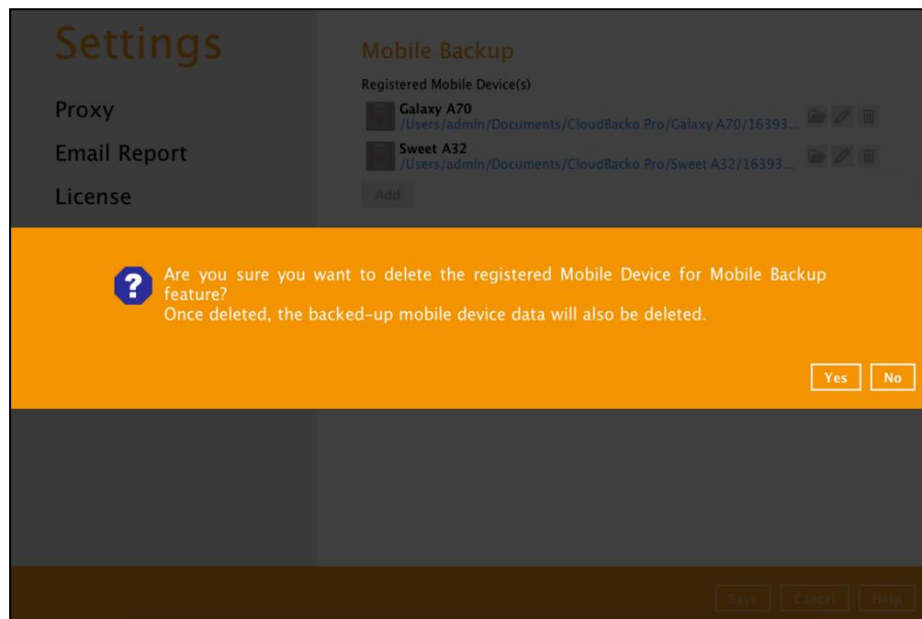 Settings
Mobile Backup
Registered Mobile Device(s)
Proxy
Galaxy A70
/Users/admin/Documents/CloudBacko Pro/Galaxy A70/16393...
Email Report
Sweet A32
/Users/admin/Documents/CloudBacko Pro/Sweet A32/16393...
License
Add
Are you sure you want to delete the registered Mobile Device for Mobile Backup
feature?
Once deleted, the backed-up mobile device data will also be deleted.
Yes No
Save Cancel Help